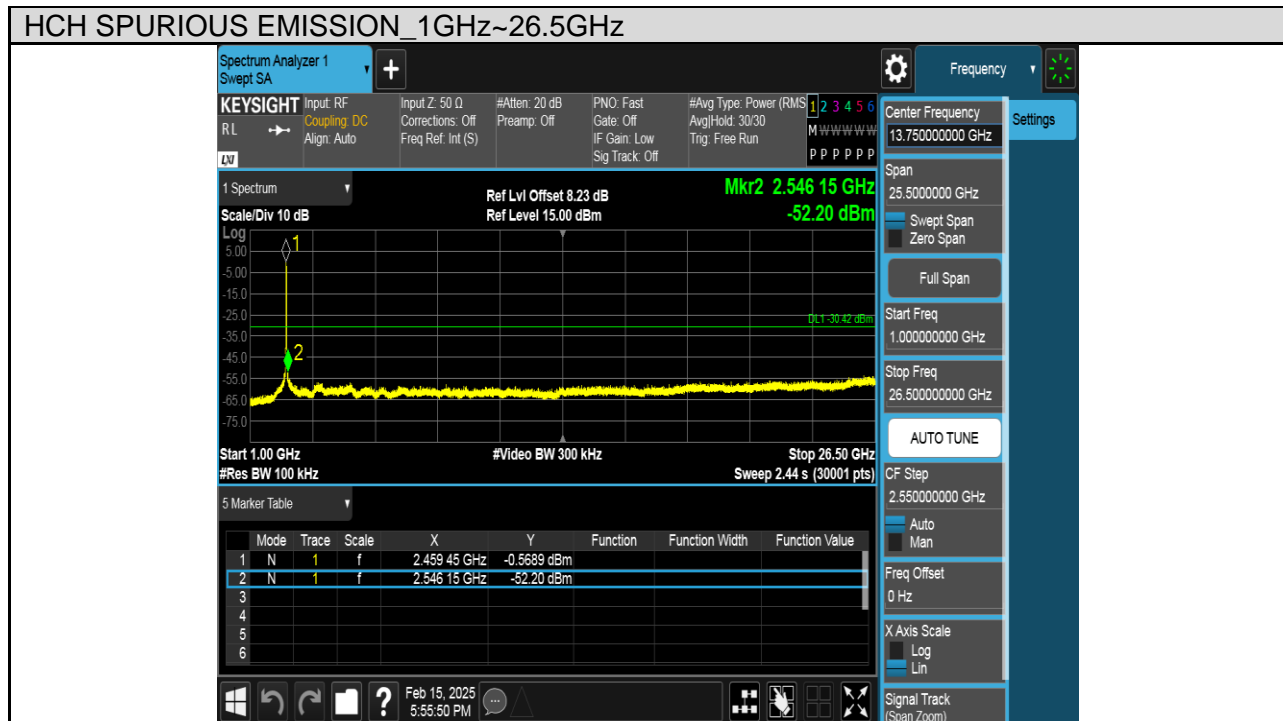 HCH SPURIOUS EMISSION_1GHz~26.5GHz
Spectrum Analyzer 1
Swept SA
+
Frequency
KEYSIGHT
RL
LXI
Input: RF
Coupling: DC
Align: Auto
Input Z: 50 Ω
Corrections: Off
Freq Ref: Int (S)
#Atten: 20 dB
Preamp: Off
PNO: Fast
Gate: Off
IF Gain: Low
Sig Track: Off
#Avg Type: Power (RMS
Avg|Hold: 30/30
Trig: Free Run
1 2 3 4 5 6
M W W W W W
P P P P P P
Center Frequency
13.750000000 GHz
Settings
Span
25.5000000 GHz
Swept Span
Zero Span
Full Span
Start Freq
1.000000000 GHz
Stop Freq
26.500000000 GHz
AUTO TUNE
CF Step
2.550000000 GHz
Auto
Man
Freq Offset
0 Hz
X Axis Scale
Log
Lin
Signal Track
(Span Zoom)
1 Spectrum
Ref Lvl Offset 8.23 dB
Mkr2 2.546 15 GHz
Scale/Div 10 dB
Ref Level 15.00 dBm
-52.20 dBm
Log
1
5.00
-5.00
-15.0
-25.0
DL1 -30.42 dBm
-35.0
2
-45.0
-55.0
-65.0
-75.0
Start 1.00 GHz
#Video BW 300 kHz
Stop 26.50 GHz
#Res BW 100 kHz
Sweep 2.44 s (30001 pts)
5 Marker Table
Mode Trace Scale X Y Function Function Width Function Value
1 N 1 f 2.459 45 GHz -0.5689 dBm
2 N 1 f 2.546 15 GHz -52.20 dBm
3
4
5
6
?
Feb 15, 2025
5:55:50 PM